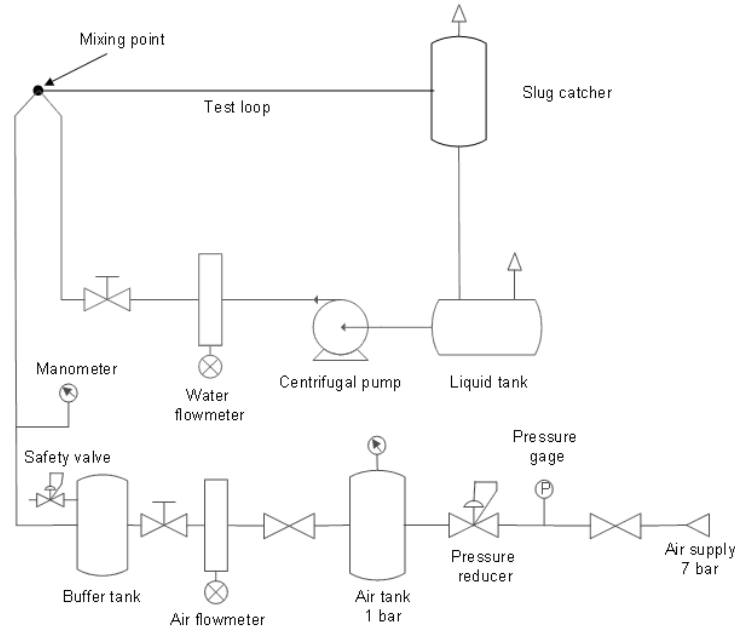 Mixing point
Test loop
Slug catcher
Manometer
Water
flowmeter
Centrifugal pump
Liquid tank
Safety valve
Pressure
gage
P
Buffer tank
Air flowmeter
Air tank
1 bar
Pressure
reducer
Air supply
7 bar